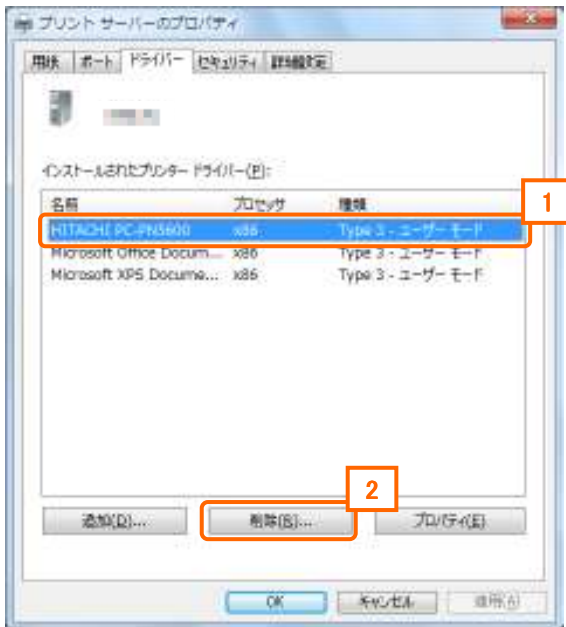 プリント サーバーのプロパティ
用紙 ポート ドライバー セキュリティ 詳細設定
インストールされたプリンター ドライバー(P):
名前 プロセッサ 種類
1
HITACHI PC-PN5600 x86 Type 3 - ユーザー モード
Microsoft Office Docum... x86 Type 3 - ユーザー モード
Microsoft XPS Docume... x86 Type 3 - ユーザー モード
2
追加(D)... 削除(R)... プロパティ(E)
OK キャンセル 適用(A)